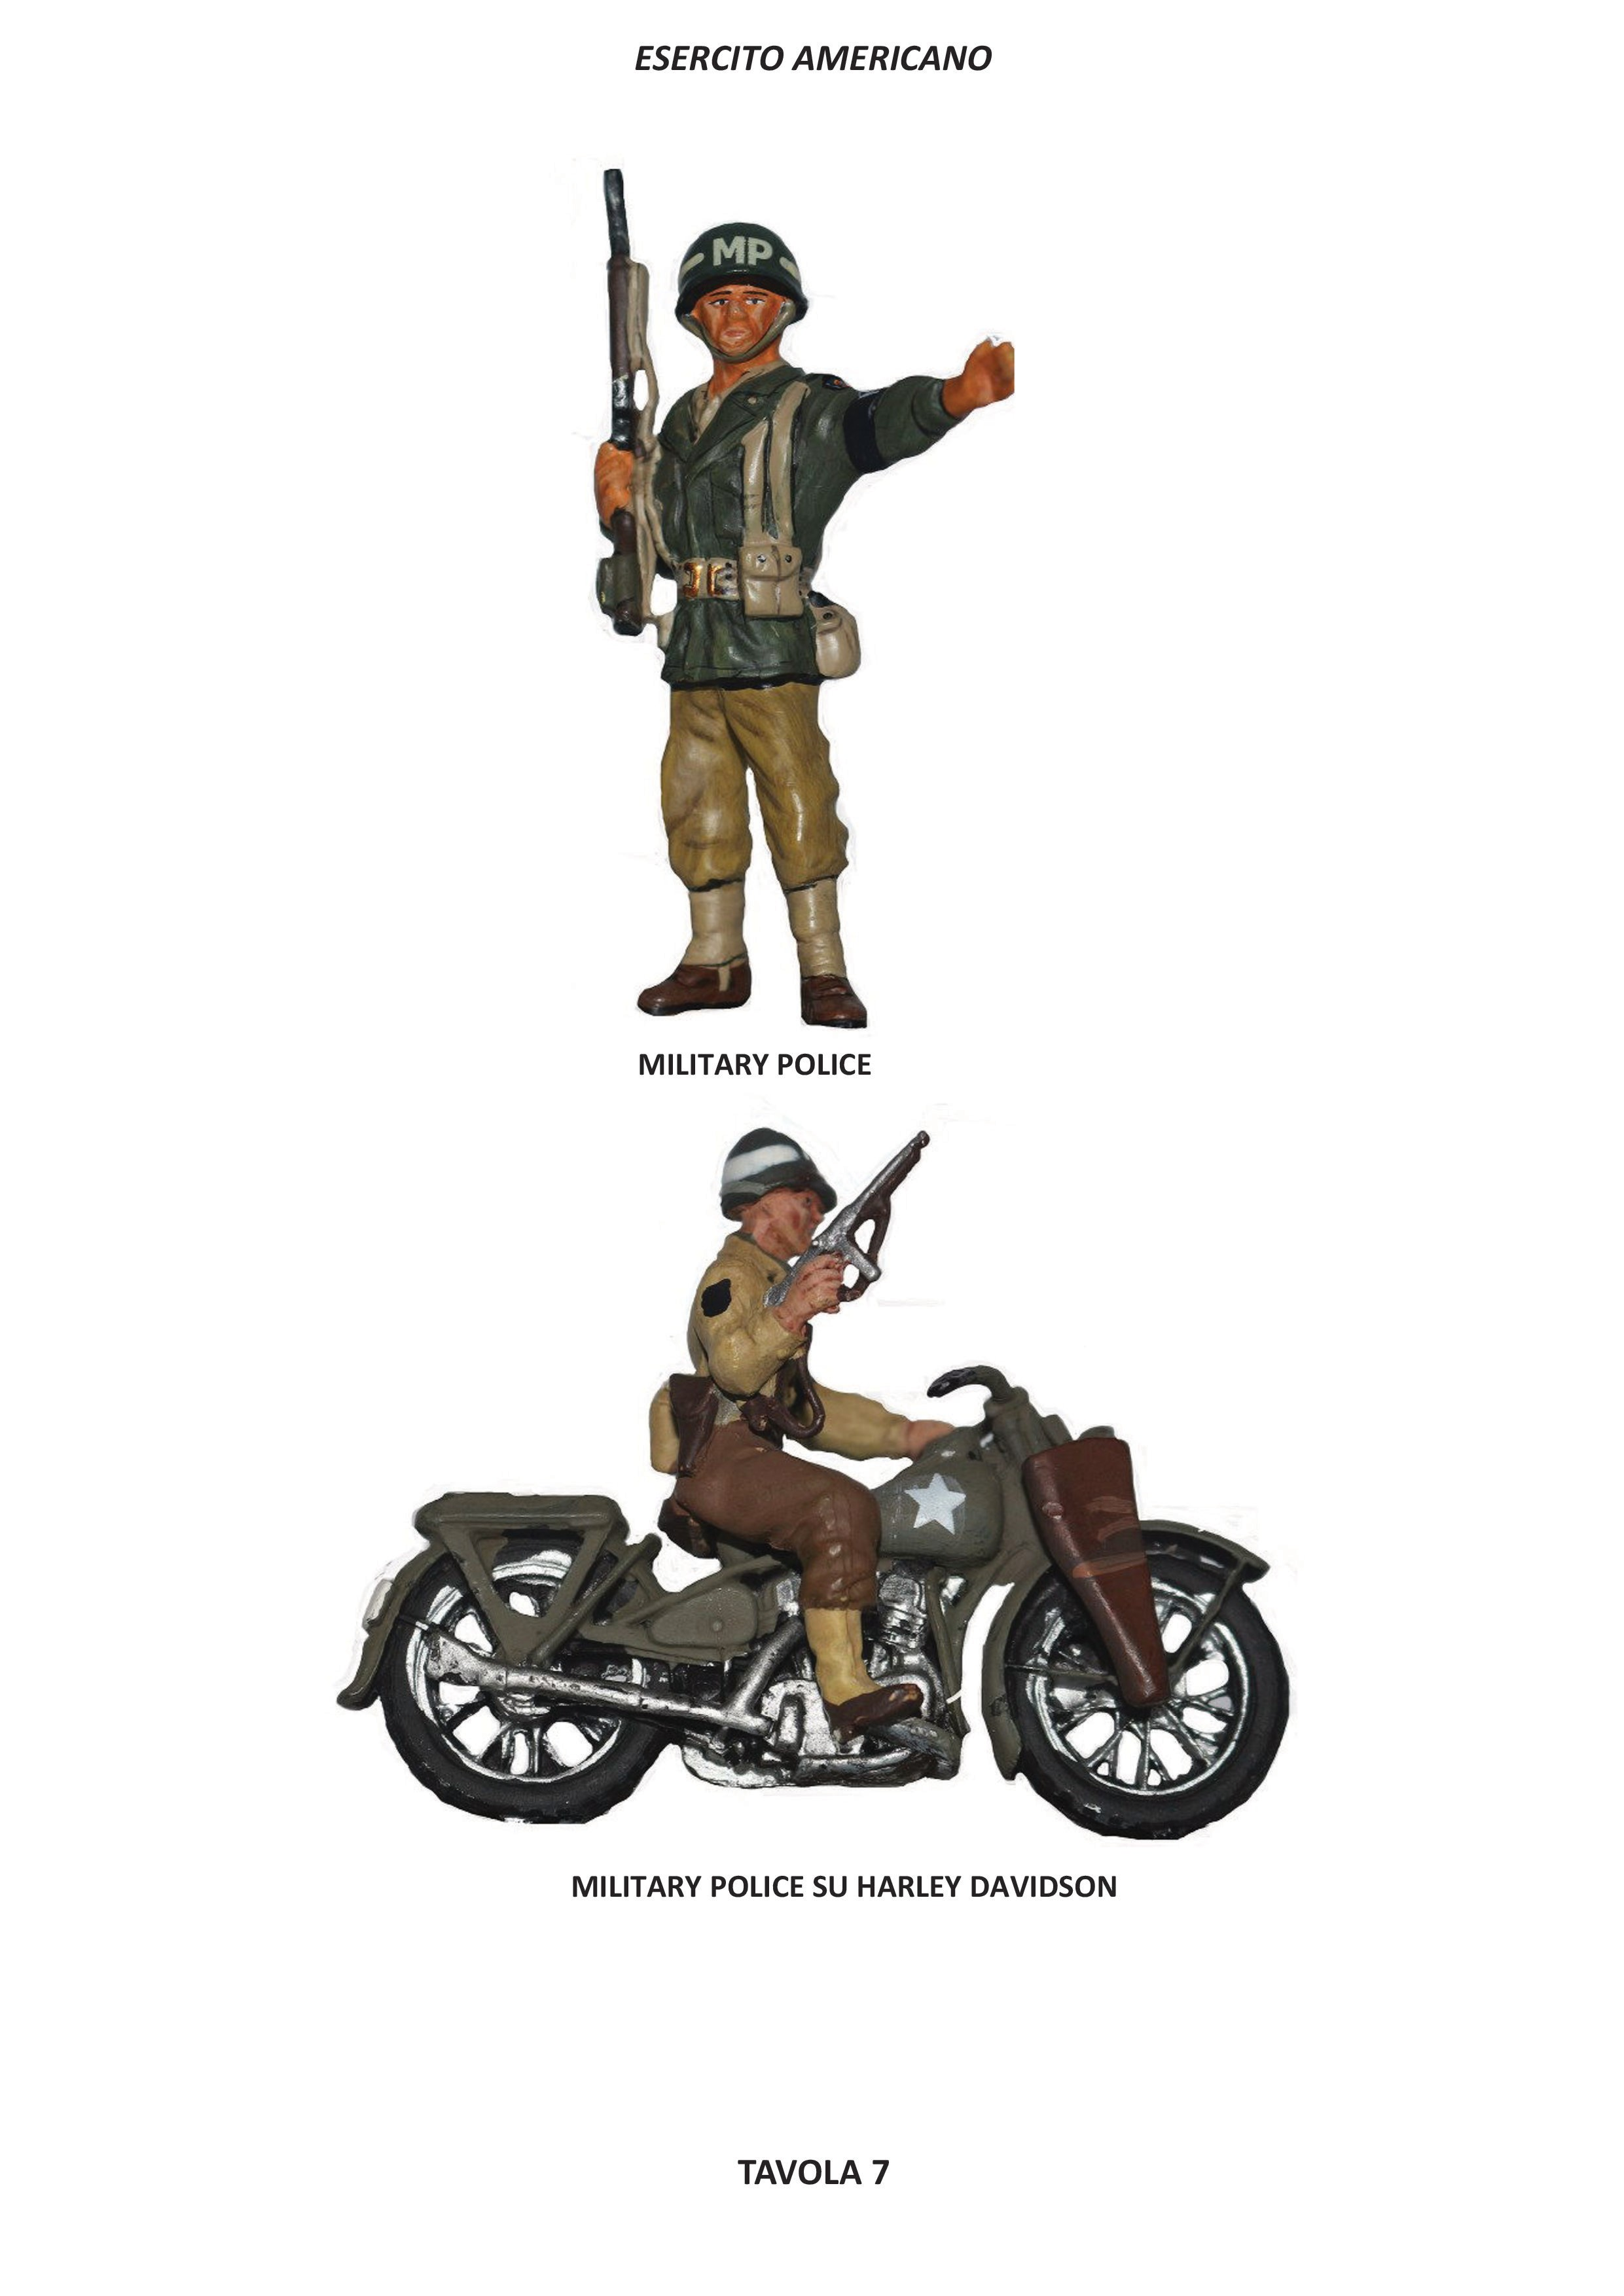 ESERCITO AMERICANO
MP
MILITARY POLICE
MILITARY POLICE SU HARLEY DAVIDSON
TAVOLA 7